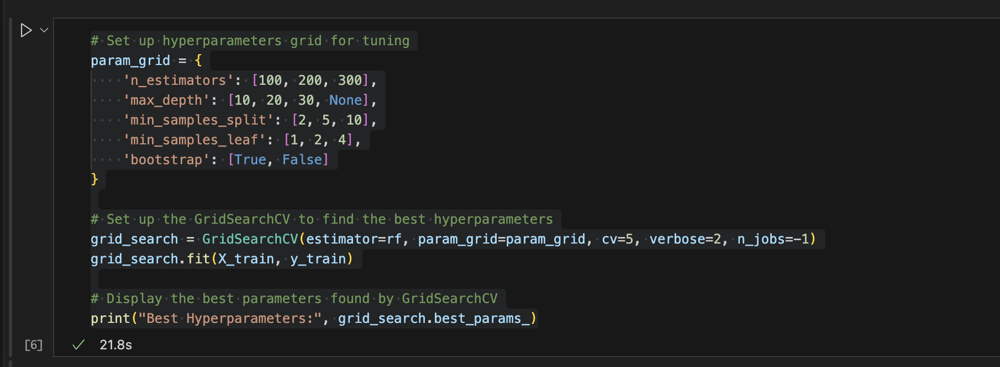 # Set up hyperparameters grid for tuning
param_grid = {
    'n_estimators': [100, 200, 300],
    'max_depth': [10, 20, 30, None],
    'min_samples_split': [2, 5, 10],
    'min_samples_leaf': [1, 2, 4],
    'bootstrap': [True, False]
}

# Set up the GridSearchCV to find the best hyperparameters
grid_search = GridSearchCV(estimator=rf, param_grid=param_grid, cv=5, verbose=2, n_jobs=-1)
grid_search.fit(X_train, y_train)

# Display the best parameters found by GridSearchCV
print("Best Hyperparameters:", grid_search.best_params_)
[6] 21.8s